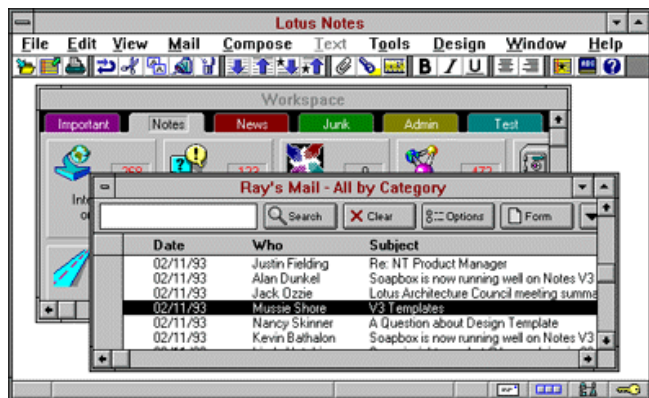 Lotus Notes
File Edit View Mail Compose Text Tools Design Window Help
B I U
Workspace
Important Notes News Junk Admin Test
268 122 0 472
Ray's Mail - All by Category
Search Clear Options Form
Date Who Subject
02/11/93 Justin Fielding Re: NT Product Manager
02/11/93 Alan Dunkel Soapbox is now running well on Notes V3
02/11/93 Jack Ozzie Lotus Architecture Council meeting summa
02/11/93 Mussie Shore V3 Templates
02/11/93 Nancy Skinner A Question about Design Template
02/11/93 Kevin Bathalon Soapbox is now running well on Notes V3